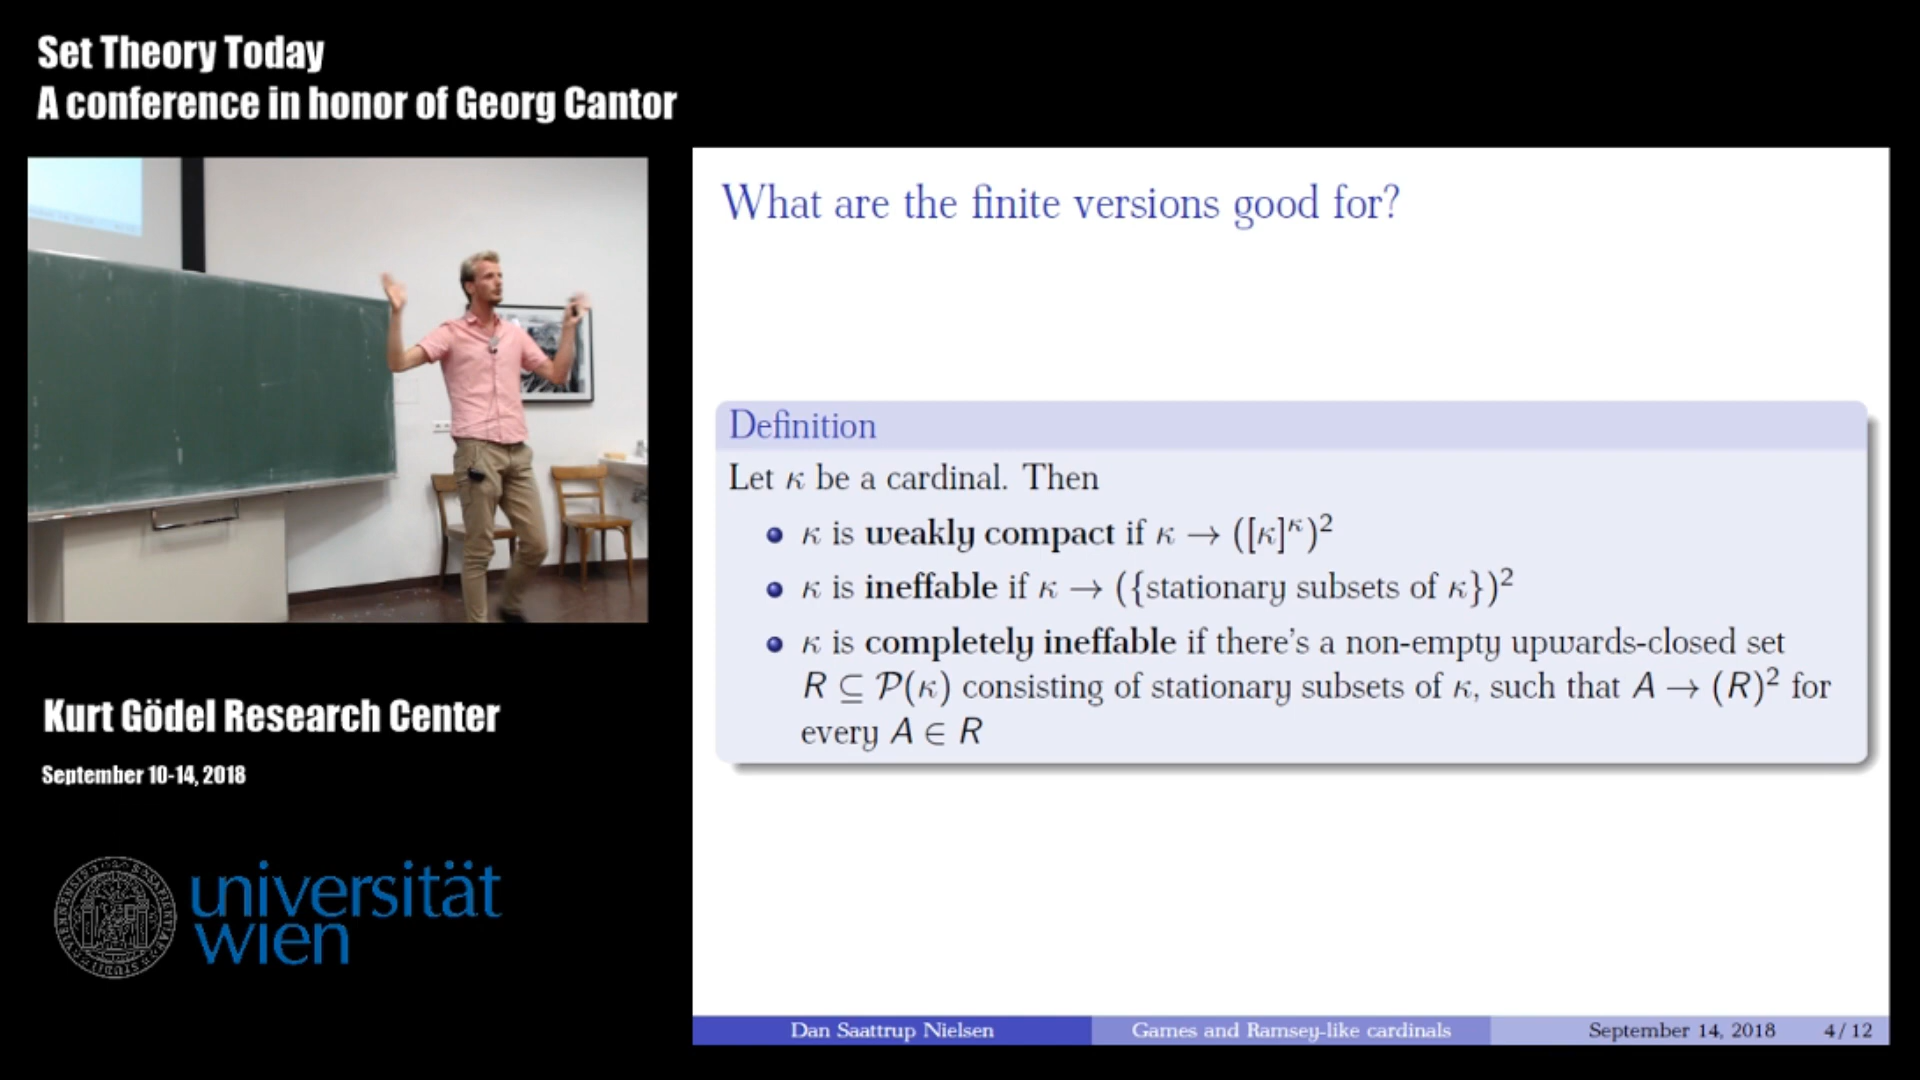 Set Theory Today
A conference in honor of Georg Cantor
What are the finite versions good for?
Definition
Let κ be a cardinal. Then
κ is weakly compact if κ → ([κ]^κ)²
κ is ineffable if κ → ({stationary subsets of κ})²
κ is completely ineffable if there's a non-empty upwards-closed set
R ⊆ P(κ) consisting of stationary subsets of κ, such that A → (R)² for
every A ∈ R
Kurt Gödel Research Center
September 10-14, 2018
universität
wien
Dan Saattrup Nielsen
Games and Ramsey-like cardinals
September 14, 2018 4 / 12